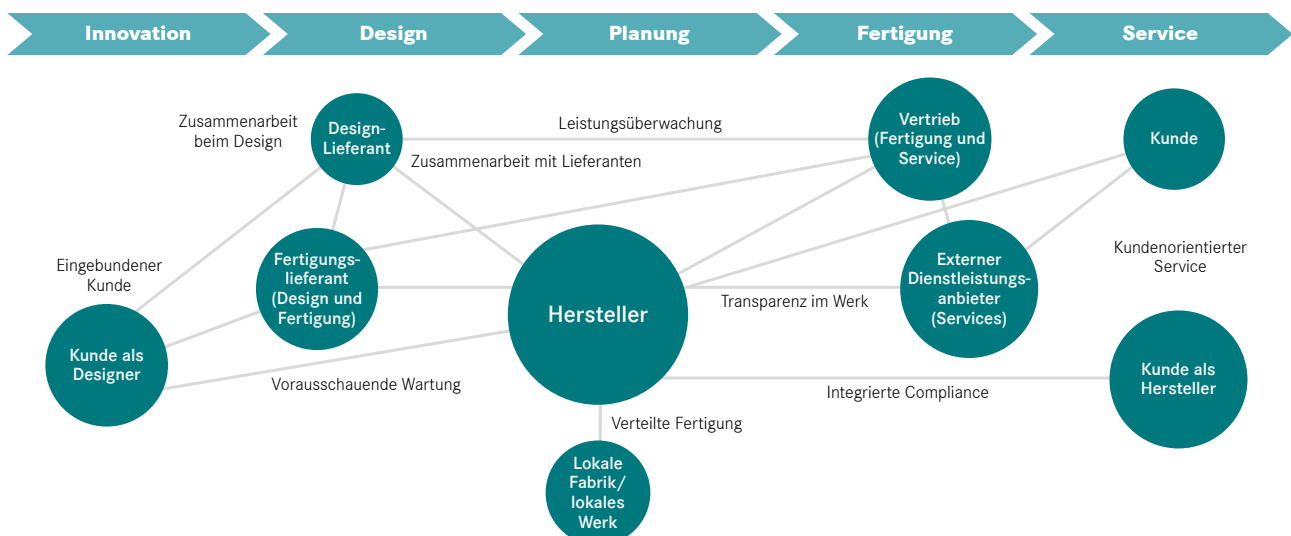 Innovation
Design
Planung
Fertigung
Service
Zusammenarbeit
beim Design
Design-
Lieferant
Leistungsüberwachung
Zusammenarbeit mit Lieferanten
Vertrieb
(Fertigung und
Service)
Kunde
Eingebundener
Kunde
Fertigungs-
lieferant
(Design und
Fertigung)
Hersteller
Transparenz im Werk
Externer
Dienstleistungs-
anbieter
(Services)
Kundenorientierter
Service
Kunde als
Designer
Vorausschauende Wartung
Integrierte Compliance
Kunde als
Hersteller
Verteilte Fertigung
Lokale
Fabrik/
lokales
Werk